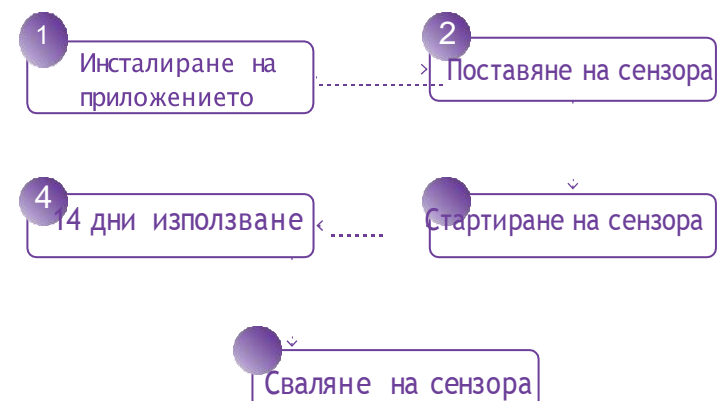 1
Инсталиране на
приложението
2
Поставяне на сензора
Стартиране на сензора
4
14 дни използване
Сваляне на сензора